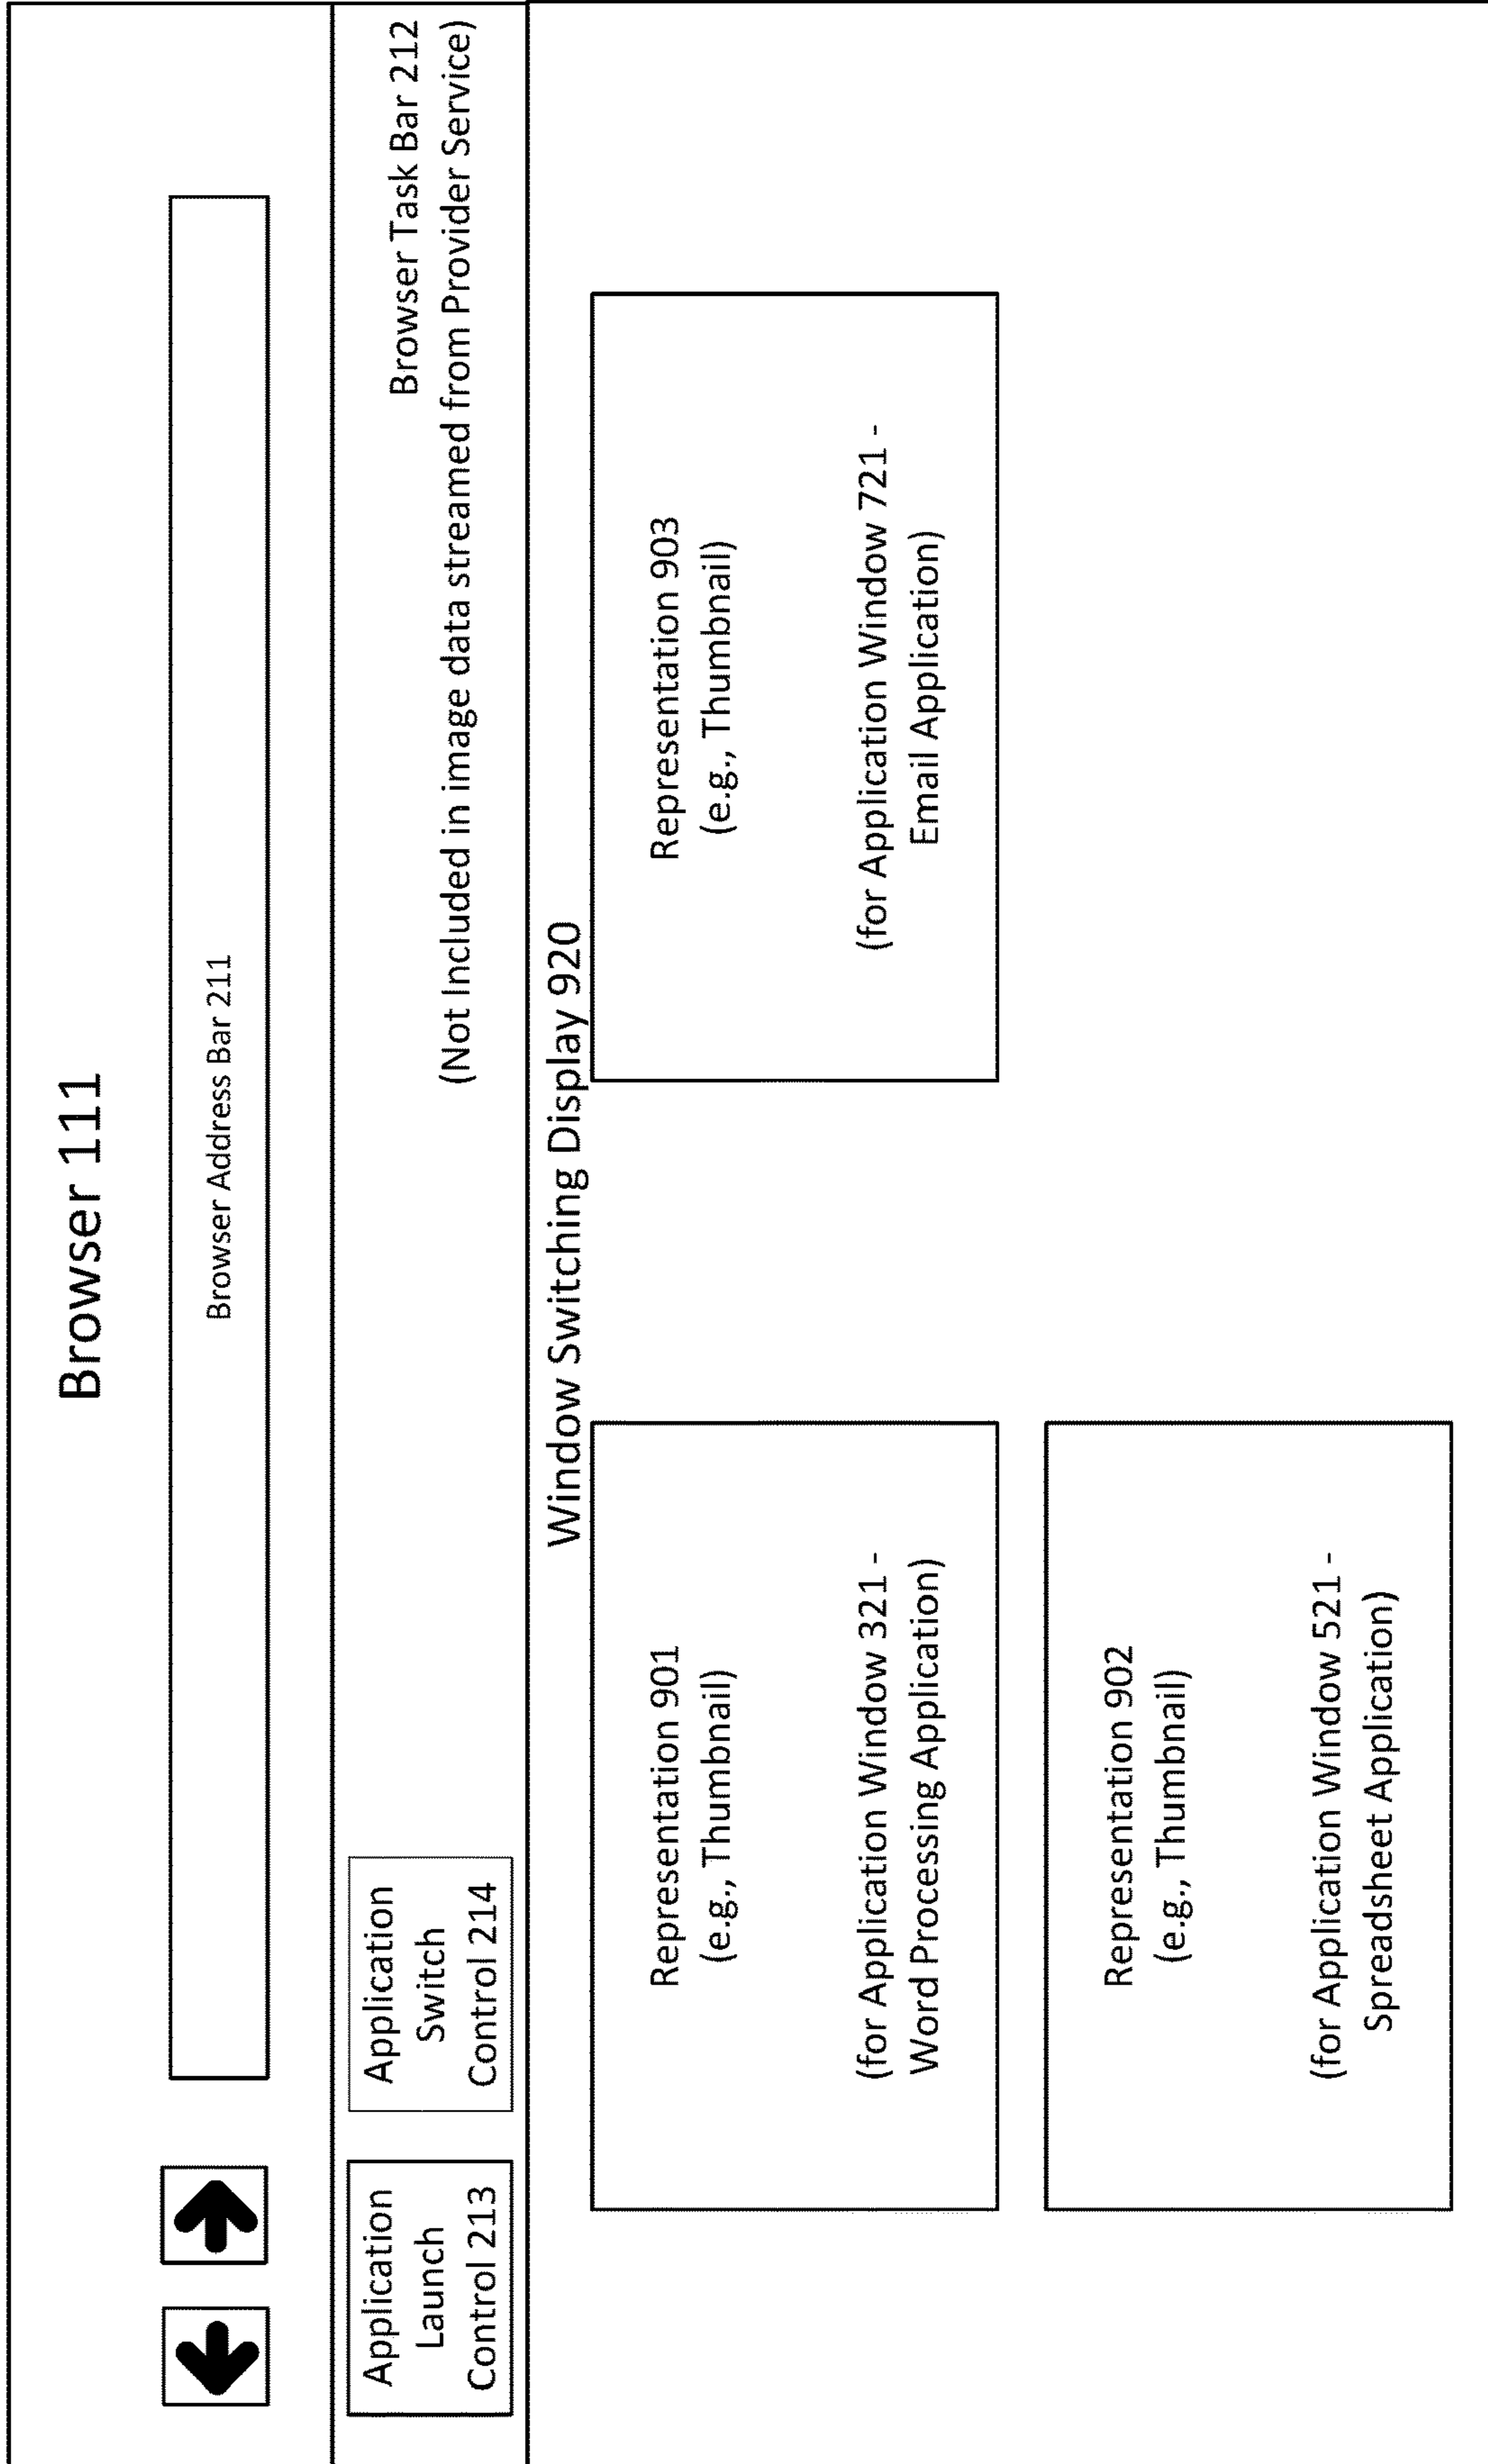 Browser 111
Browser Address Bar 211
Application
Launch
Control 213
Application
Switch
Control 214
Browser Task Bar 212
(Not Included in image data streamed from Provider Service)
Window Switching Display 920
Representation 901
(e.g., Thumbnail)
(for Application Window 321 -
Word Processing Application)
Representation 903
(e.g., Thumbnail)
(for Application Window 721 -
Email Application)
Representation 902
(e.g., Thumbnail)
(for Application Window 521 -
Spreadsheet Application)